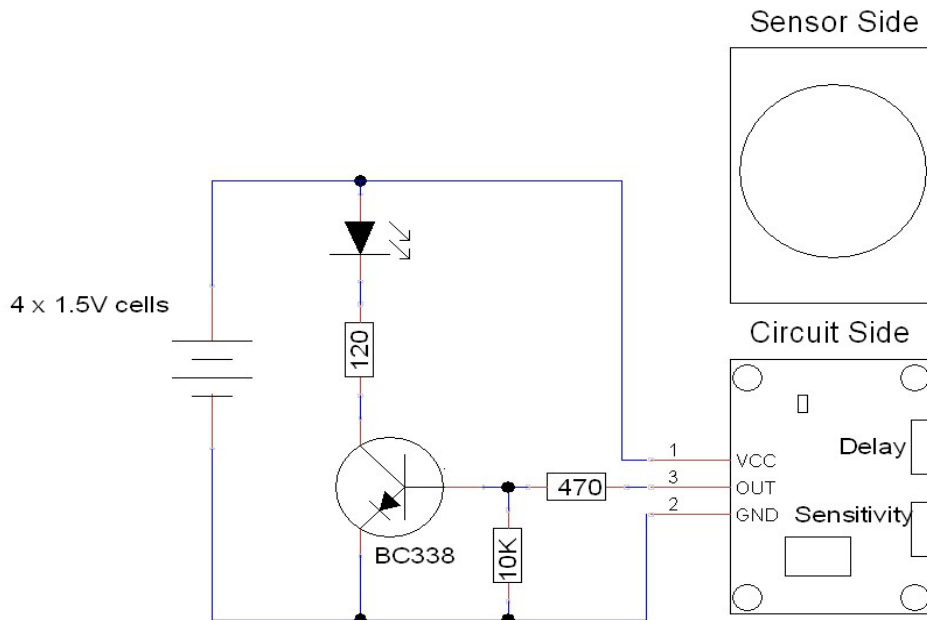 Sensor Side
4 x 1.5V cells
120
Circuit Side
Delay
1
VCC
470
3
OUT
2
GND
Sensitivity
10K
BC338